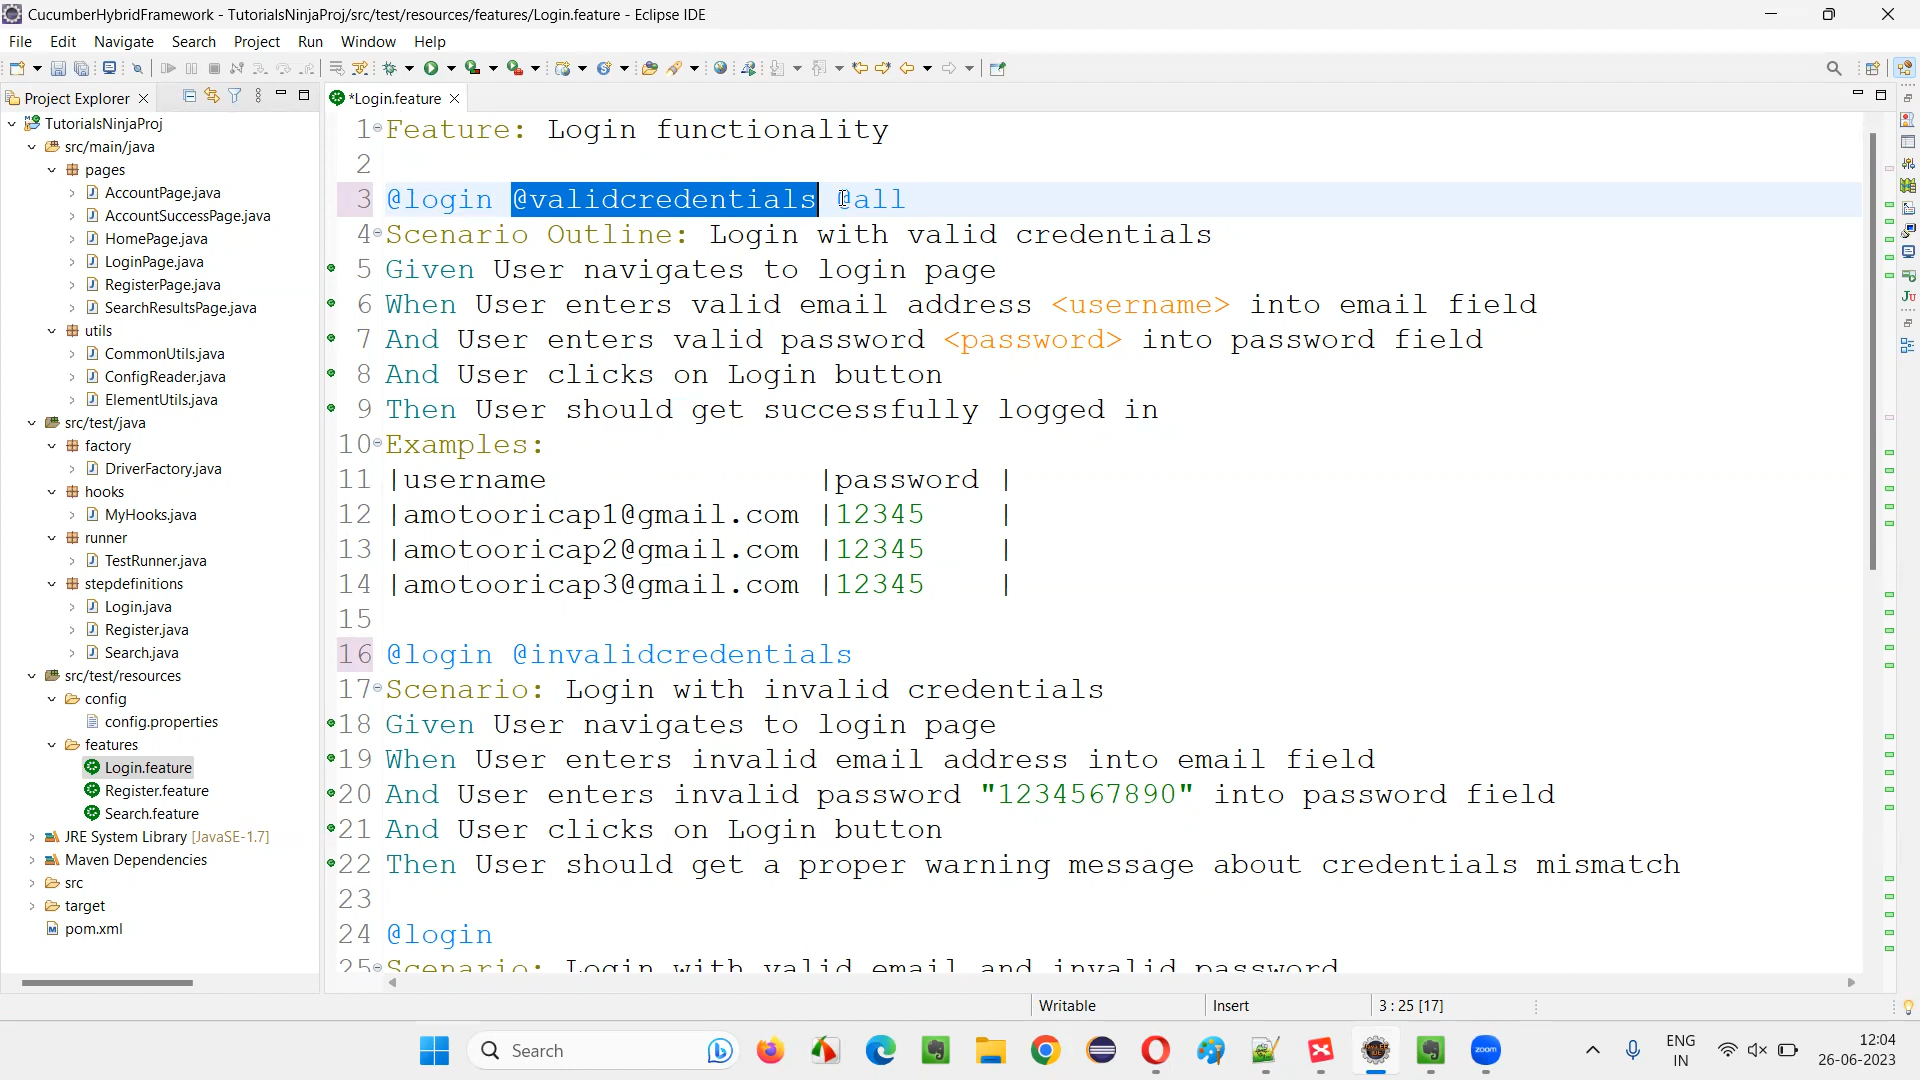 CucumberHybridFramework - TutorialsNinjaProj/src/test/resources/features/Login.feature - Eclipse IDE
File Edit Navigate Search Project Run Window Help
Project Explorer
*Login.feature
TutorialsNinjaProj
src/main/java
pages
AccountPage.java
AccountSuccessPage.java
HomePage.java
LoginPage.java
RegisterPage.java
SearchResultsPage.java
utils
CommonUtils.java
ConfigReader.java
ElementUtils.java
src/test/java
factory
DriverFactory.java
hooks
MyHooks.java
runner
TestRunner.java
stepdefinitions
Login.java
Register.java
Search.java
src/test/resources
config
config.properties
features
Login.feature
Register.feature
Search.feature
JRE System Library [JavaSE-1.7]
Maven Dependencies
src
target
pom.xml
1 Feature: Login functionality
2
3 @login @validcredentials @all
4 Scenario Outline: Login with valid credentials
5 Given User navigates to login page
6 When User enters valid email address <username> into email field
7 And User enters valid password <password> into password field
8 And User clicks on Login button
9 Then User should get successfully logged in
10 Examples:
11 |username |password |
12 |amotooricap1@gmail.com |12345 |
13 |amotooricap2@gmail.com |12345 |
14 |amotooricap3@gmail.com |12345 |
15
16 @login @invalidcredentials
17 Scenario: Login with invalid credentials
18 Given User navigates to login page
19 When User enters invalid email address into email field
20 And User enters invalid password "1234567890" into password field
21 And User clicks on Login button
22 Then User should get a proper warning message about credentials mismatch
23
24 @login
25 Scenario: Login with valid email and invalid password
Writable Insert 3 : 25 [17]
Search
zoom
ENG
IN
12:04
26-06-2023